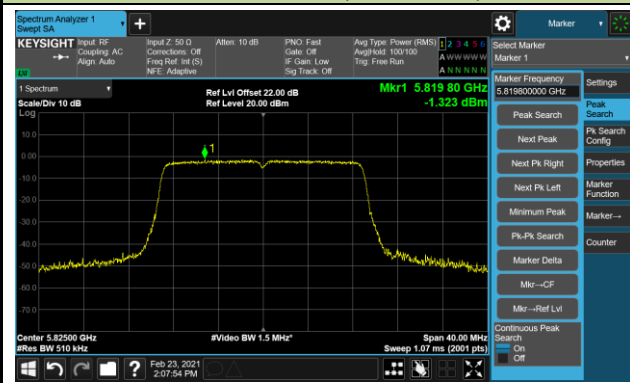 Spectrum Analyzer 1
Swept SA
+
Marker
KEYSIGHT
Input: RF
Coupling: AC
Align: Auto
Input Z: 50 Ω
Corrections: Off
Freq Ref: Int (S)
NFE: Adaptive
Atten: 10 dB
PNO: Fast
Gate: Off
IF Gain: Low
Sig Track: Off
Avg Type: Power (RMS)
Avg|Hold: 100/100
Trig: Free Run
1 2 3 4 5 6
A W W W W W
A N N N N N
Select Marker
Marker 1
LV
1 Spectrum
Scale/Div 10 dB
Log
Ref Lvl Offset 22.00 dB
Ref Level 20.00 dBm
Mkr1 5.819 80 GHz
-1.323 dBm
10.0
0.00
-10.0
-20.0
-30.0
-40.0
-50.0
-60.0
-70.0
1
Center 5.82500 GHz
#Res BW 510 kHz
#Video BW 1.5 MHz*
Span 40.00 MHz
Sweep 1.07 ms (2001 pts)
Marker Frequency
5.819800000 GHz
Peak Search
Next Peak
Next Pk Right
Next Pk Left
Minimum Peak
Pk-Pk Search
Marker Delta
Mkr→CF
Mkr→Ref Lvl
Continuous Peak
Search
On
Off
Settings
Peak
Search
Pk Search
Config
Properties
Marker
Function
Marker→
Counter
?
Feb 23, 2021
2:07:54 PM